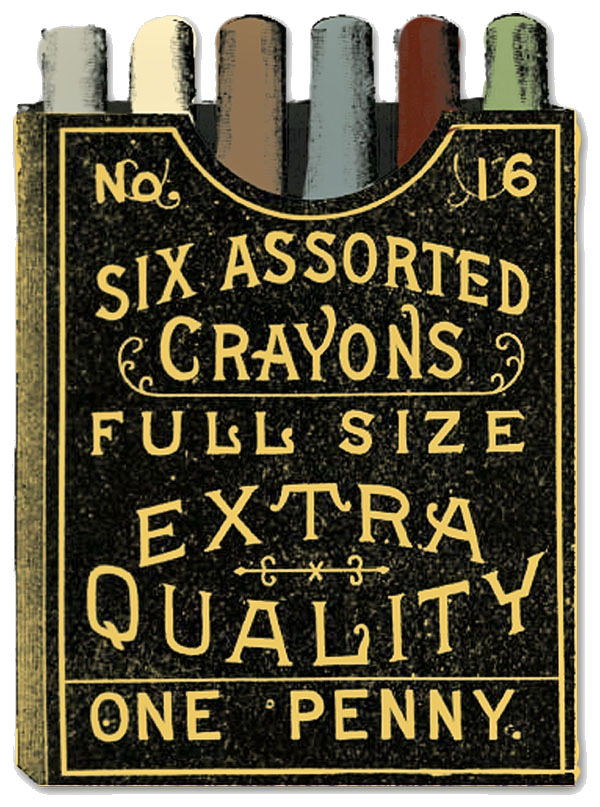 No. 16
SIX ASSORTED
CRAYONS
FULL SIZE
EXTRA
QUALITY
ONE PENNY.